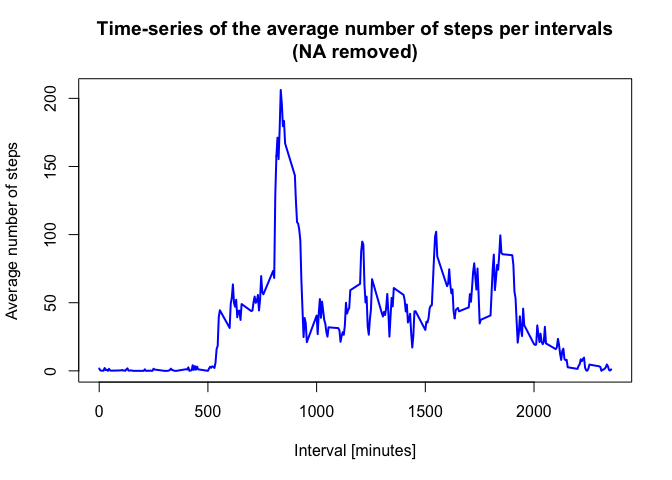 Time-series of the average number of steps per intervals
(NA removed)
Average number of steps
200
150
100
50
0
0 500 1000 1500 2000
Interval [minutes]